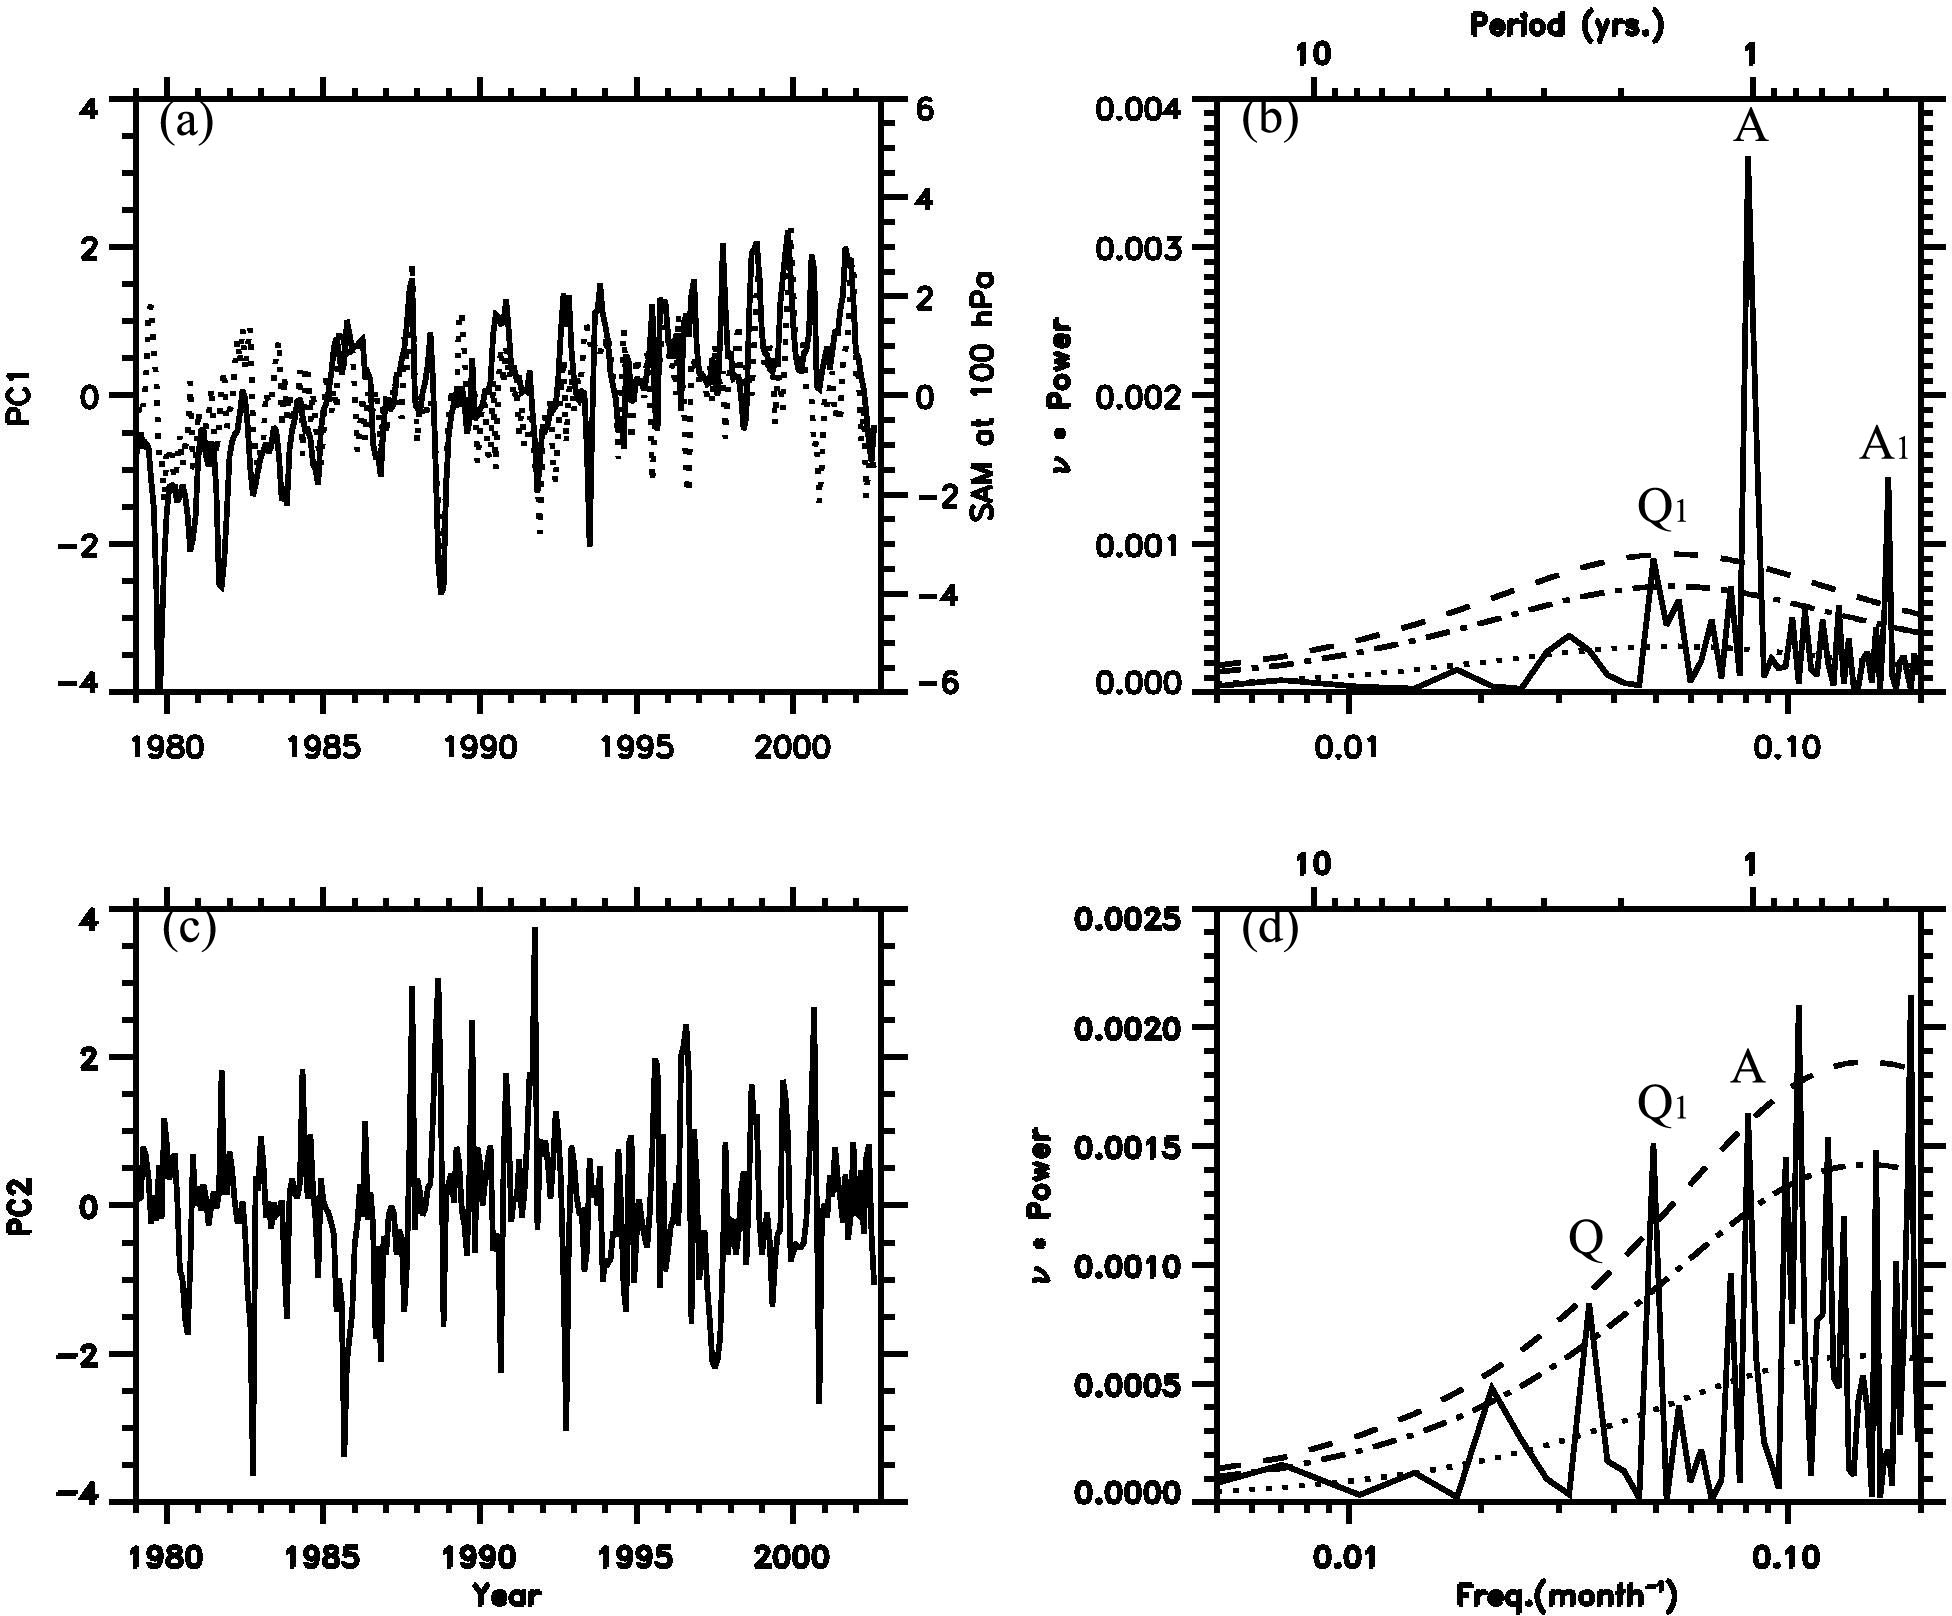 (a)
4
2
0
−2
−4
PC1
6
4
2
0
−2
−4
−6
SAM at 100 hPa
1980
1985
1990
1995
2000
Period (yrs.)
10
1
(b)
A
A1
Q1
0.004
0.003
0.002
0.001
0.000
ν • Power
0.01
0.10
(c)
4
2
0
−2
−4
PC2
1980
1985
1990
1995
2000
Year
10
1
(d)
A
Q1
Q
0.0025
0.0020
0.0015
0.0010
0.0005
0.0000
ν • Power
0.01
0.10
Freq.(month⁻¹)